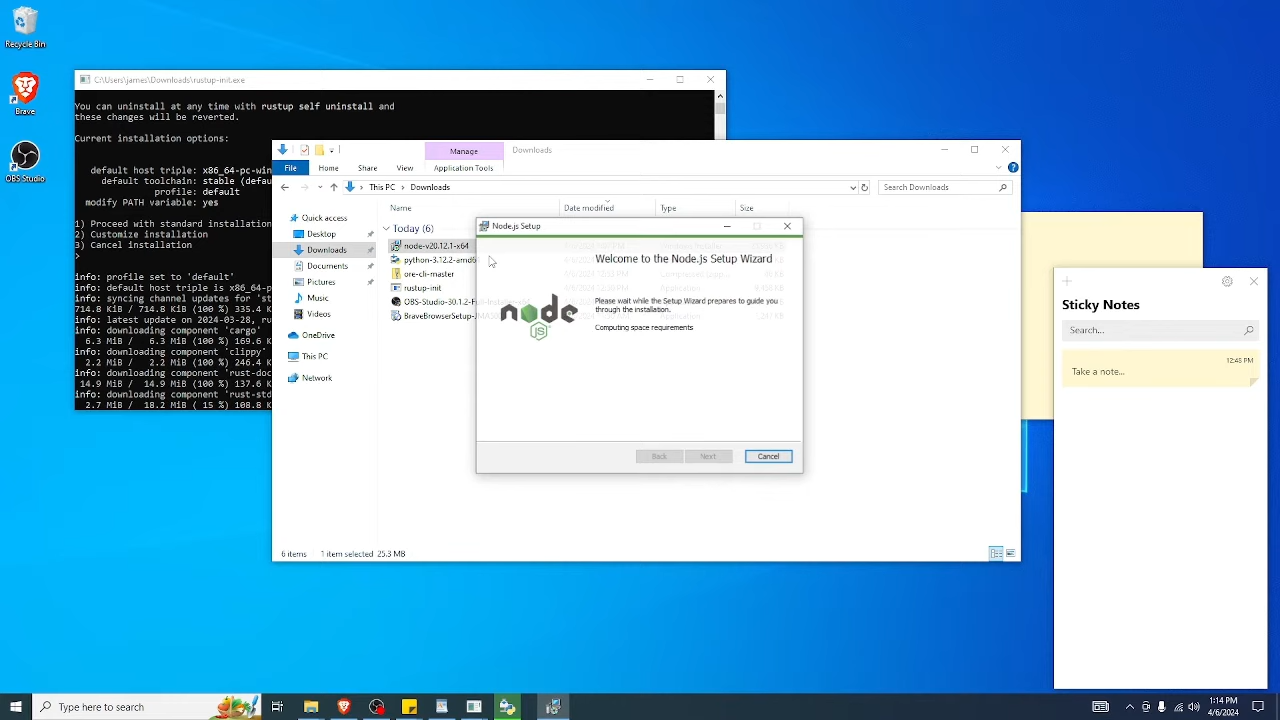 Recycle Bin
Brave
OBS Studio
C:\Users\james\Downloads\rustup-init.exe
You can uninstall at any time with rustup self uninstall and
these changes will be reverted.
Current installation options:
default host triple: x86_64-pc-win
default toolchain: stable (defau
profile: default
modify PATH variable: yes
1) Proceed with standard installation
2) Customize installation
3) Cancel installation
info: profile set to 'default'
info: default host triple is x86_64-p
info: syncing channel updates for 'st
714.8 KiB / 714.8 KiB (100 %) 335.4
info: latest update on 2024-03-28, ru
info: downloading component 'cargo'
6.3 MiB / 6.3 MiB (100 %) 169.6 K
info: downloading component 'clippy'
2.2 MiB / 2.2 MiB (100 %) 246.4 K
info: downloading component 'rust-doc
14.9 MiB / 14.9 MiB (100 %) 137.6 K
info: downloading component 'rust-std
2.7 MiB / 18.2 MiB ( 15 %) 108.8 K
Manage
Downloads
File
Home
Share
View
Application Tools
This PC
Downloads
Search Downloads
Quick access
Desktop
Downloads
Documents
Pictures
Music
Videos
OneDrive
This PC
Network
Name
Date modified
Type
Size
Today (6)
node-v20.12.1-x64
python-3.12.2-amd6
ore-cli-master
rustup-init
OBS-Studio-30.1.2-Full-Installer-x64
BraveBrowserSetup-
6 items
1 item selected 25.3 MB
Node.js Setup
Welcome to the Node.js Setup Wizard
node
JS
Please wait while the Setup Wizard prepares to guide you
through the installation.
Computing space requirements
Back
Next
Cancel
Sticky Notes
Search...
12:45 PM
Take a note...
Type here to search
1:14 PM
4/6/2024